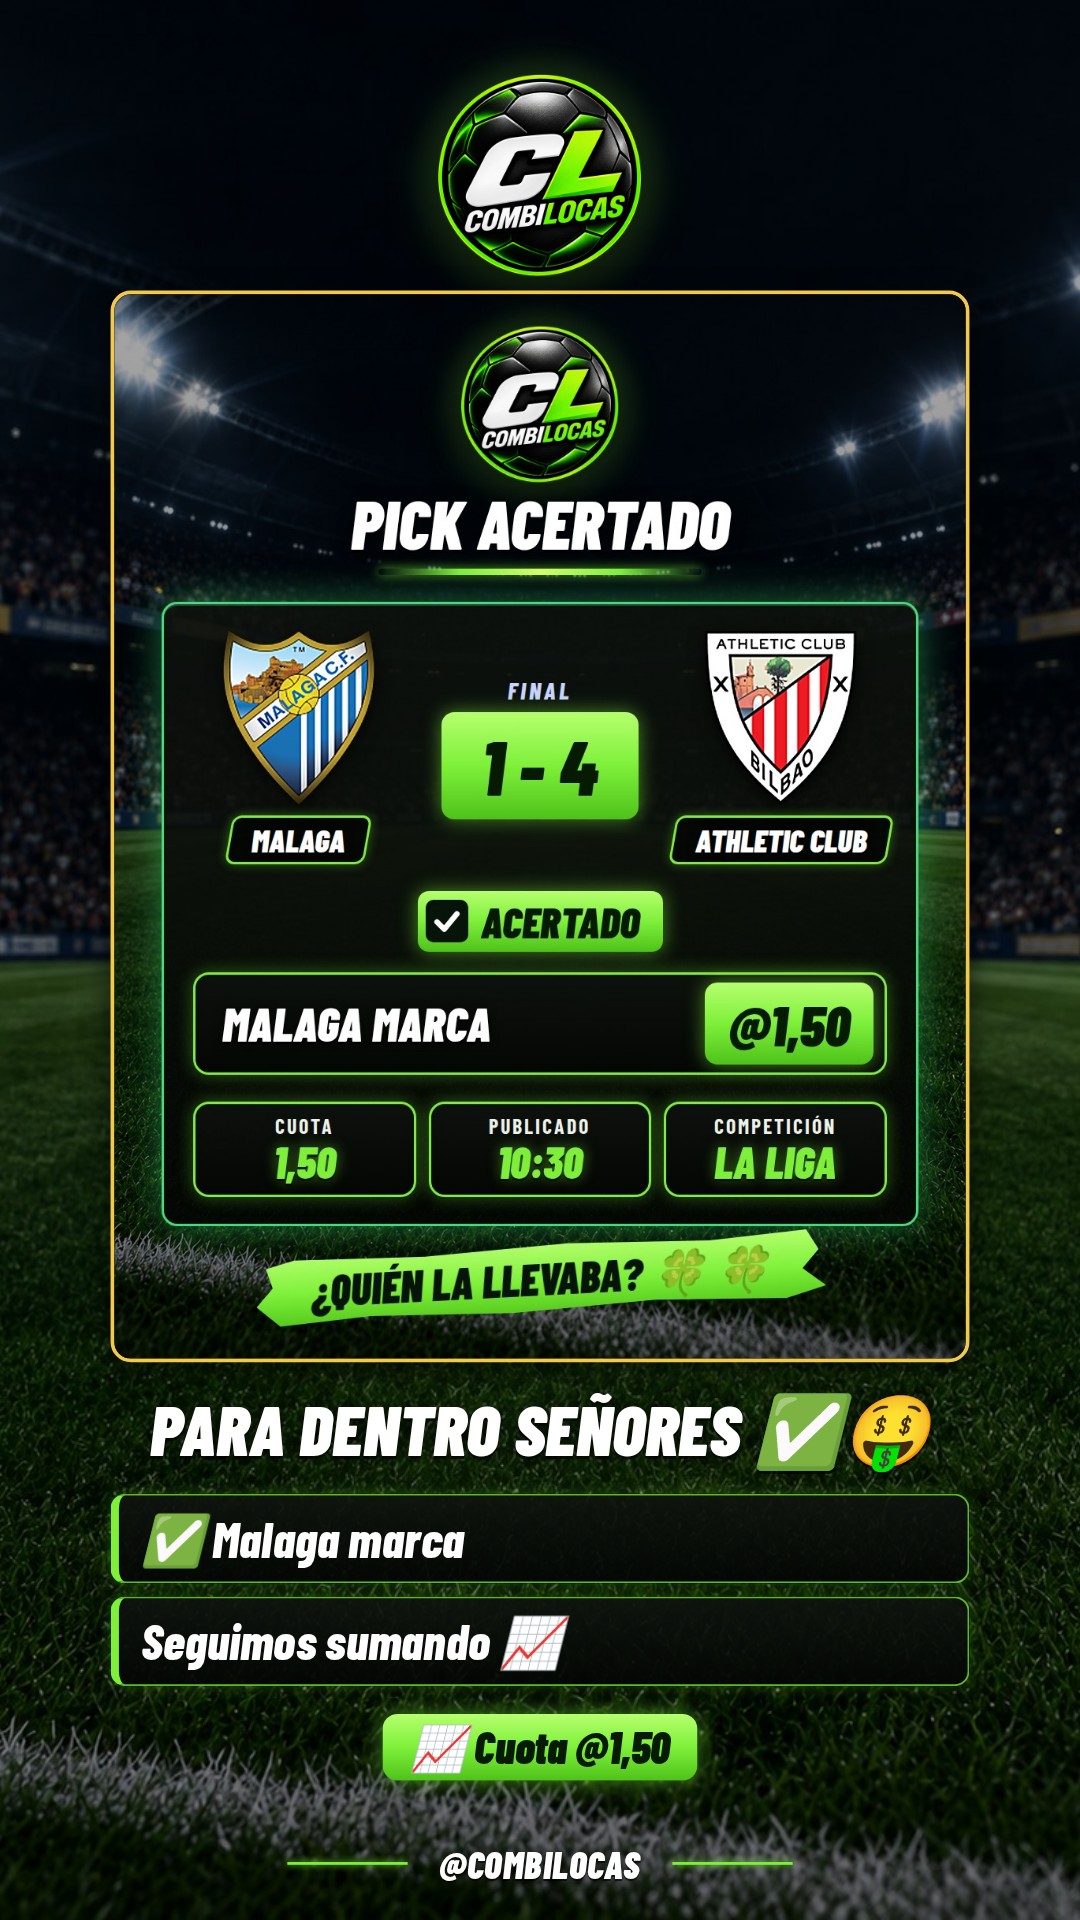 CL
COMBILOCAS
CL
COMBILOCAS
PICK ACERTADO
MALAGA C.F.
TM
ATHLETIC CLUB
BILBAO
FINAL
1 - 4
MALAGA
ATHLETIC CLUB
✓ ACERTADO
MALAGA MARCA
@1,50
CUOTA
1,50
PUBLICADO
10:30
COMPETICIÓN
LA LIGA
¿QUIÉN LA LLEVABA? 🍀 🍀
PARA DENTRO SEÑORES ✅🤑
✅ Malaga marca
Seguimos sumando 📈
📈 Cuota @1,50
@COMBILOCAS